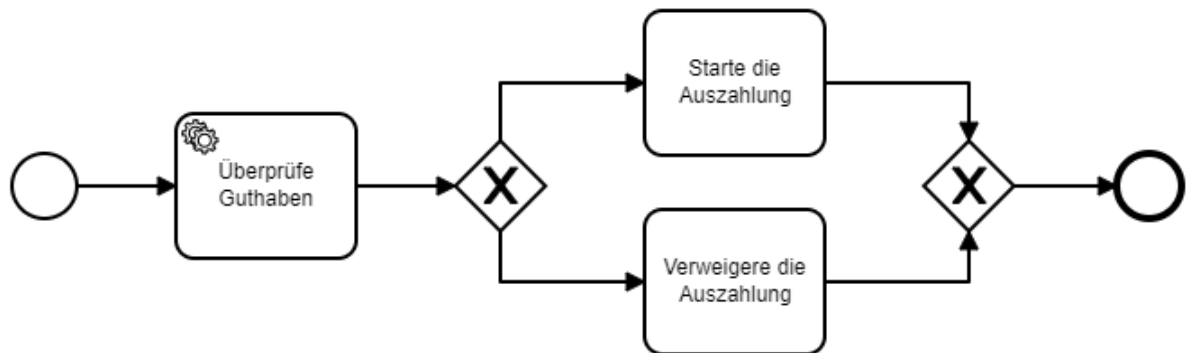 Überprüfe
Guthaben
Starte die
Auszahlung
Verweigere die
Auszahlung